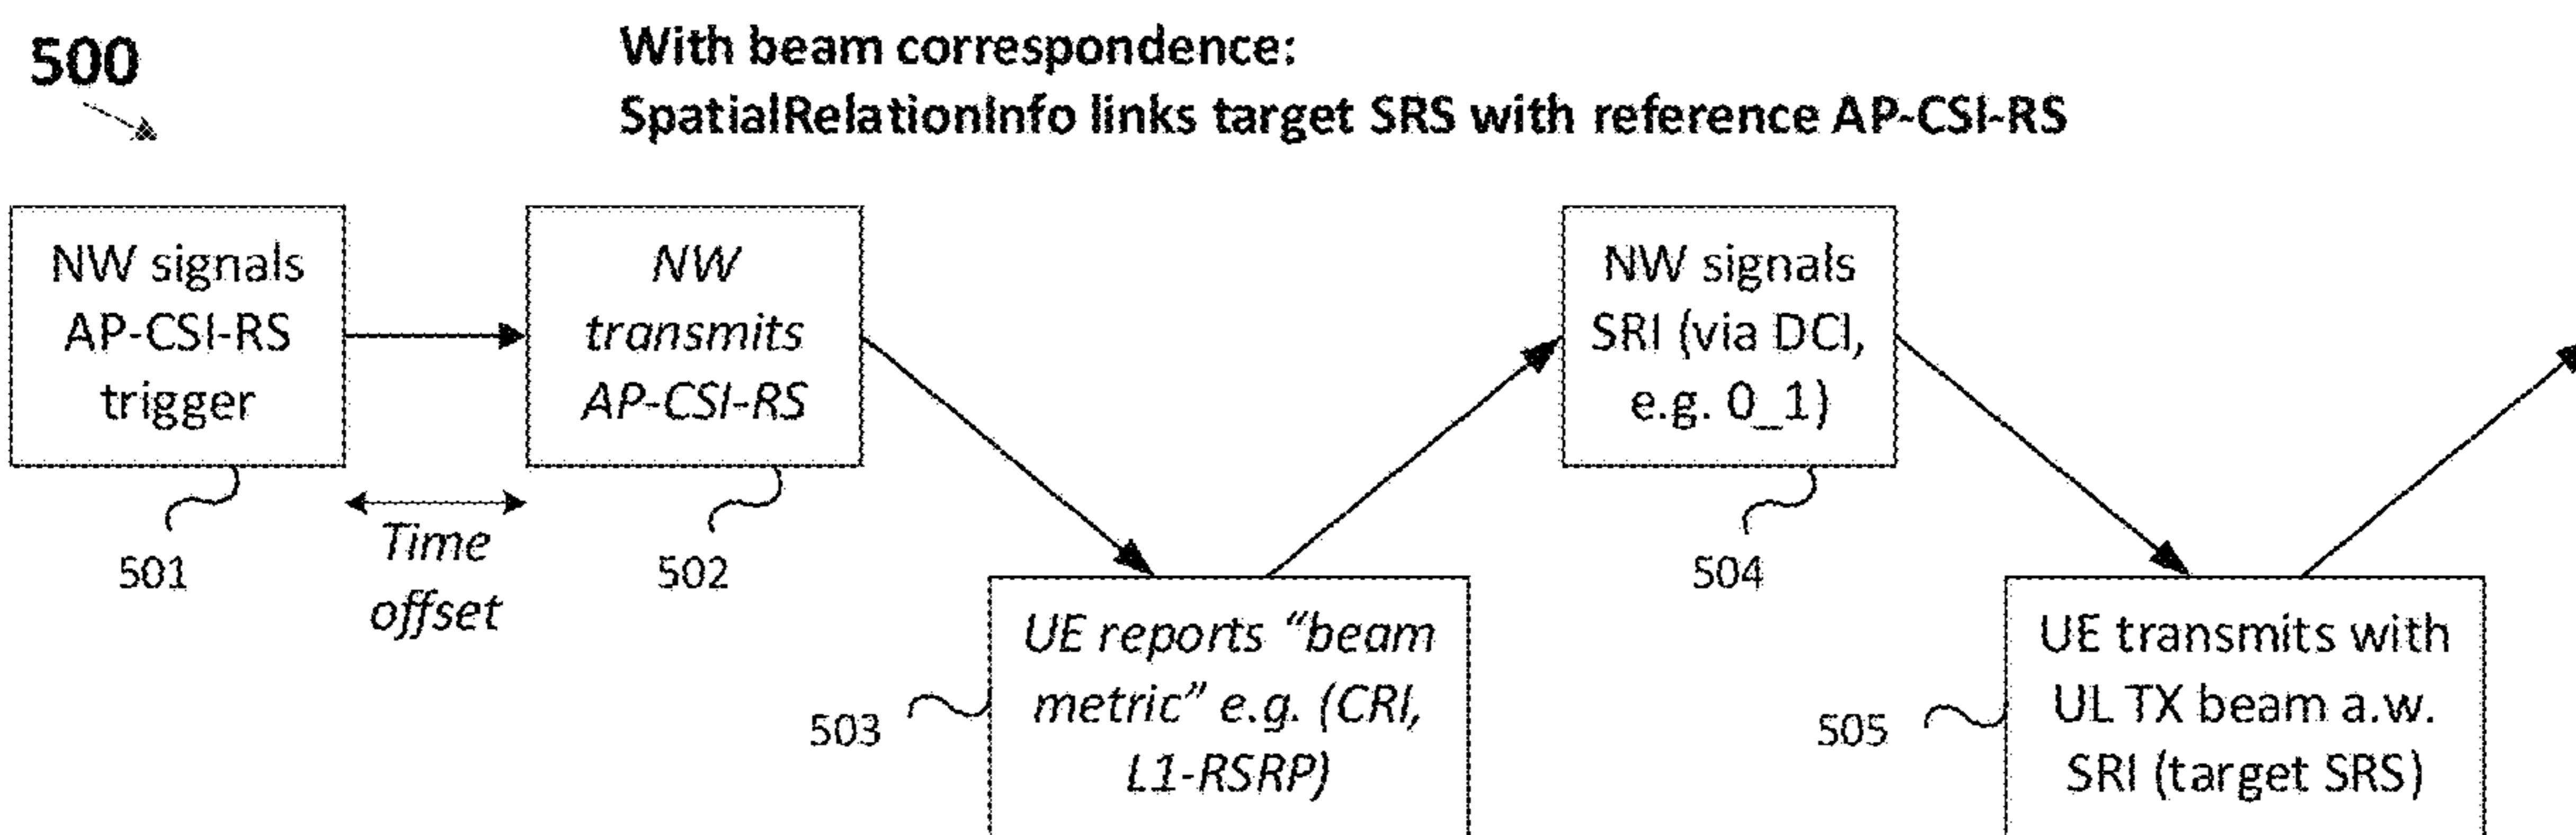 500
With beam correspondence:
SpatialRelationInfo links target SRS with reference AP-CSI-RS
NW signals
AP-CSI-RS
trigger
501
Time
offset
NW
transmits
AP-CSI-RS
502
UE reports “beam
metric” e.g. (CRI,
L1-RSRP)
503
NW signals
SRI (via DCI,
e.g. 0_1)
504
UE transmits with
UL TX beam a.w.
SRI (target SRS)
505